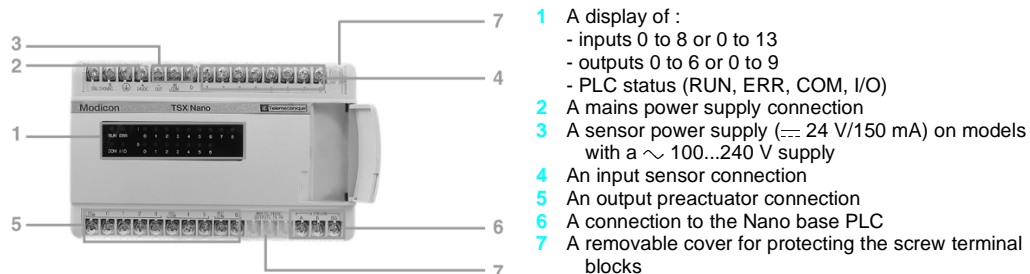 7
3
2
4
Modicon
TSX Nano
Telemecanique
1
RUN ERR
0 1 2 3 4 5 6 7 8
COM I/O
0 1 2 3 4 5 6
5
6
7
1 A display of :
- inputs 0 to 8 or 0 to 13
- outputs 0 to 6 or 0 to 9
- PLC status (RUN, ERR, COM, I/O)
2 A mains power supply connection
3 A sensor power supply (⎓ 24 V/150 mA) on models
with a ∼ 100...240 V supply
4 An input sensor connection
5 An output preactuator connection
6 A connection to the Nano base PLC
7 A removable cover for protecting the screw terminal
blocks